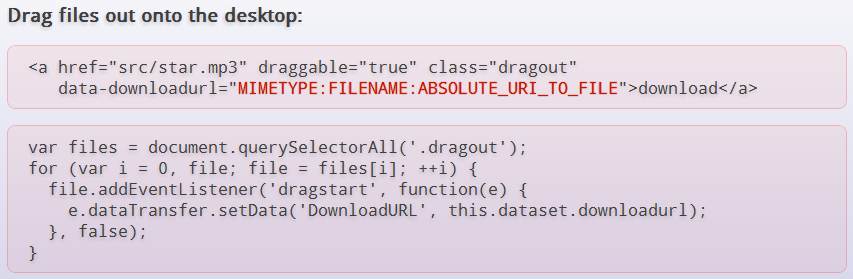 Drag files out onto the desktop:
<a href="src/star.mp3" draggable="true" class="dragout"
data-downloadurl="MIMETYPE:FILENAME:ABSOLUTE_URI_TO_FILE">download</a>
var files = document.querySelectorAll('.dragout');
for (var i = 0, file; file = files[i]; ++i) {
file.addEventListener('dragstart', function(e) {
e.dataTransfer.setData('DownloadURL', this.dataset.downloadurl);
}, false);
}